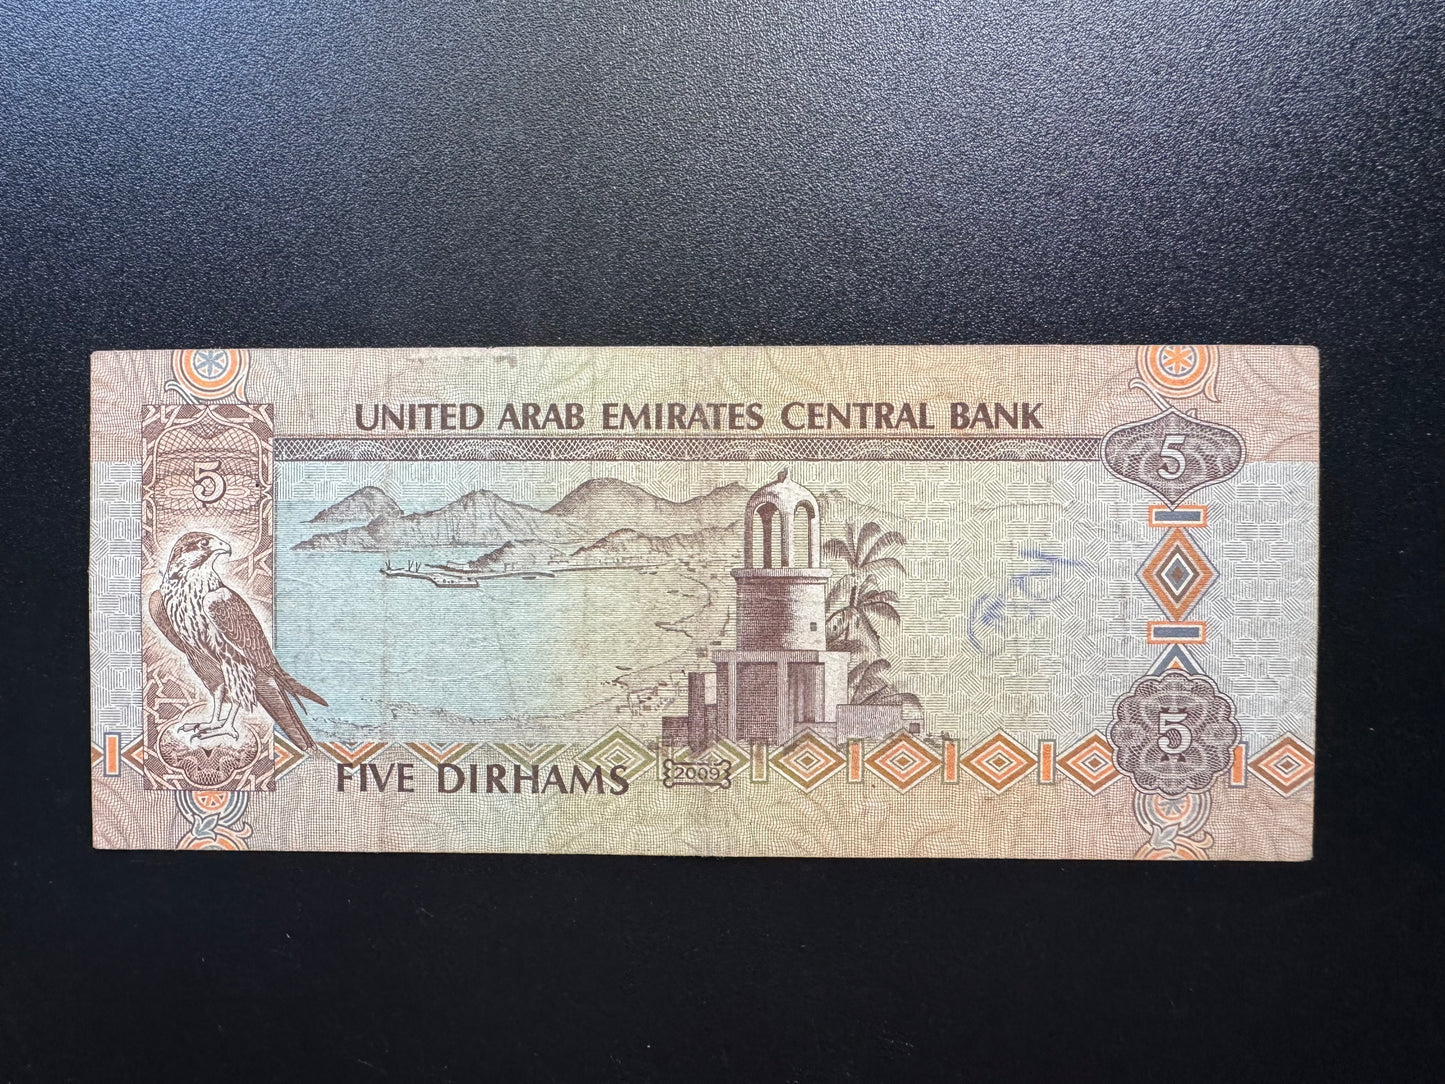 UNITED ARAB EMIRATES CENTRAL BANK
5
5
5
FIVE DIRHAMS
2009